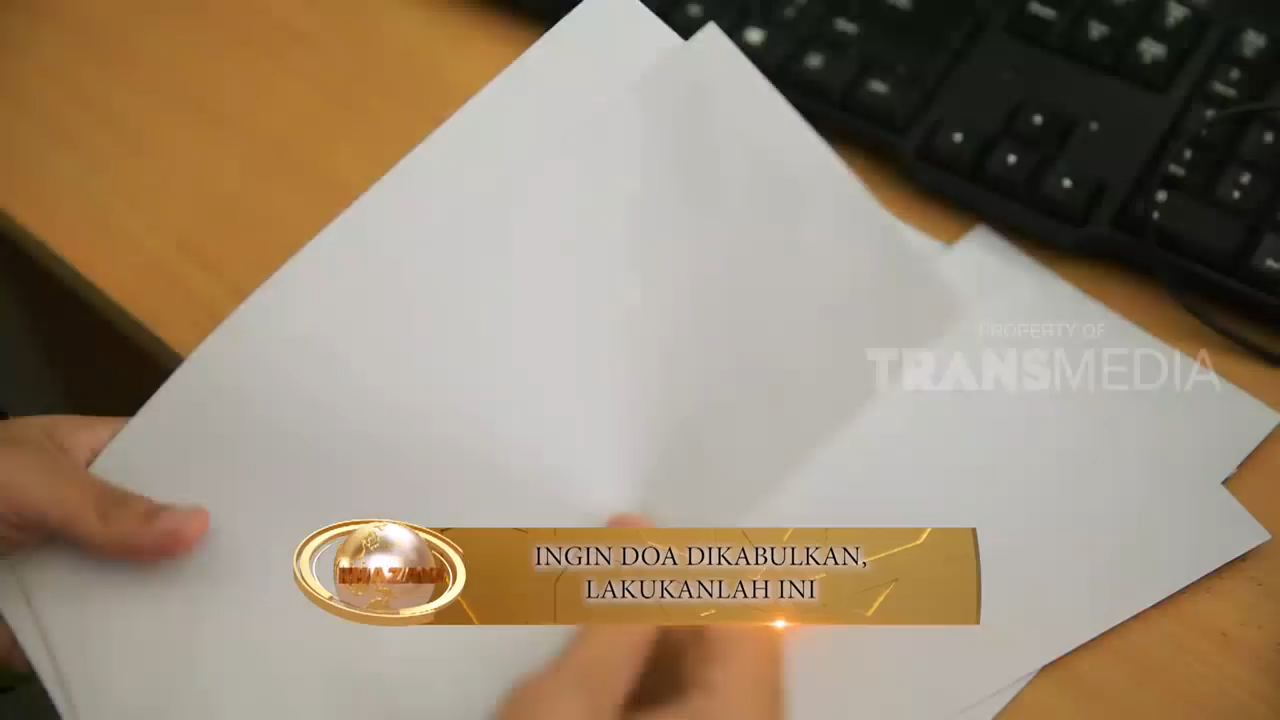 PROPERTY OF
TRANSMEDIA
INGIN DOA DIKABULKAN,
LAKUKANLAH INI